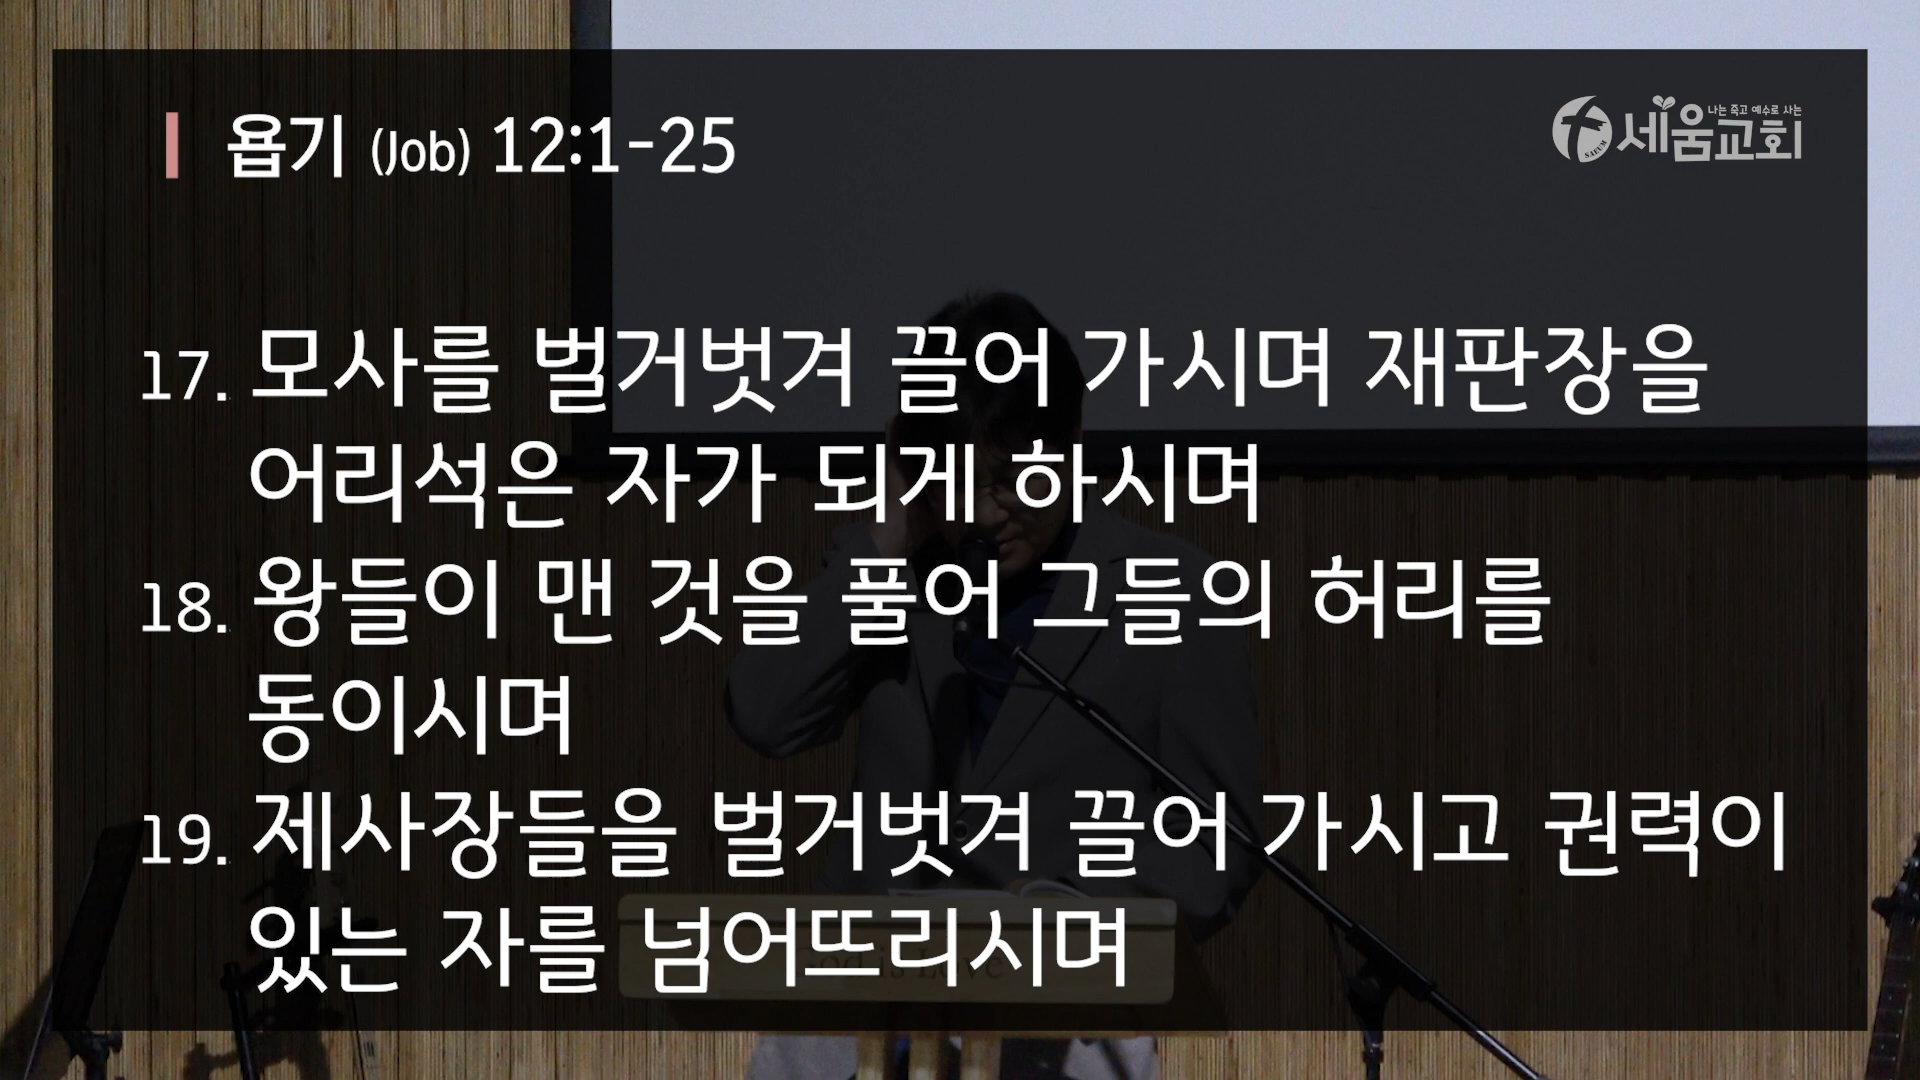 욥기 (Job) 12:1-25
나는 죽고 예수로 사는
세움교회
SAEUM
17. 모사를 벌거벗겨 끌어 가시며 재판장을
어리석은 자가 되게 하시며
18. 왕들이 맨 것을 풀어 그들의 허리를
동이시며
19. 제사장들을 벌거벗겨 끌어 가시고 권력이
있는 자를 넘어뜨리시며
God is Love